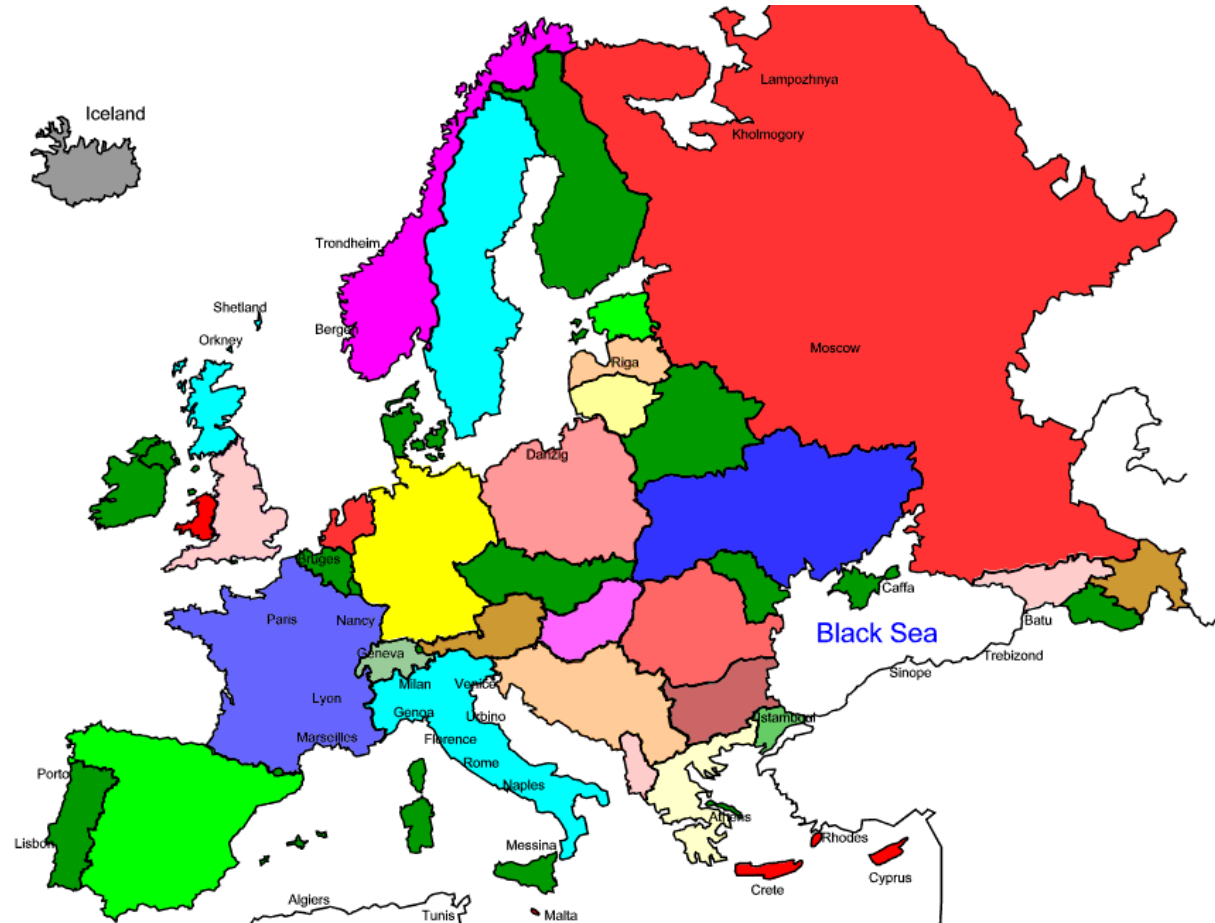 Lampozhnya
Iceland
Kholmogory
Trondheim
Shetland
Bergen
Orkney
Moscow
Riga
Danzig
Bruges
Caffa
Paris
Nancy
Batu
Black Sea
Geneva
Trebizond
Sinope
Milan
Venice
Lyon
Genoa
Urbino
Istamboul
Marseilles
Florence
Rome
Porto
Naples
Athens
Rhodes
Lisbon
Messina
Cyprus
Crete
Algiers
Tunis
Malta